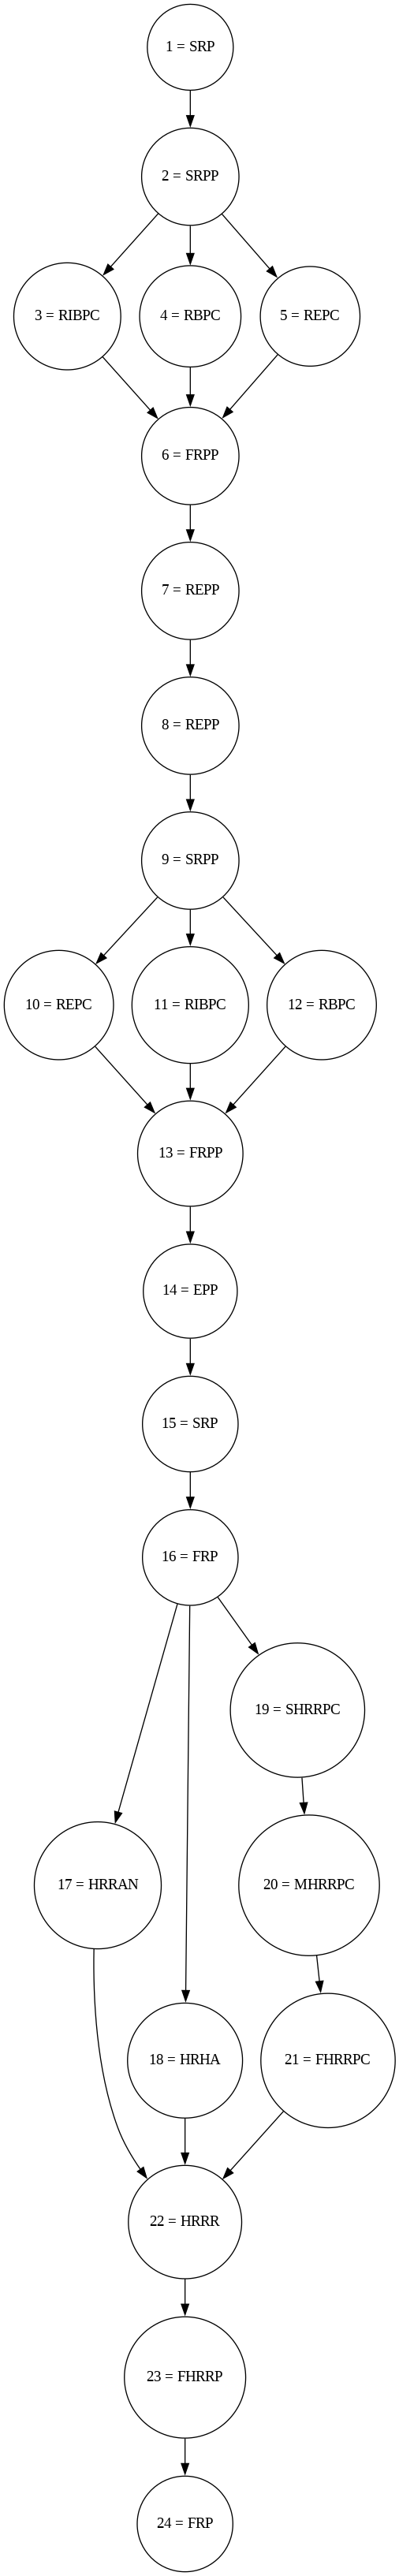 1 = SRP
2 = SRPP
3 = RIBPC
4 = RBPC
5 = REPC
6 = FRPP
7 = REPP
8 = REPP
9 = SRPP
10 = REPC
11 = RIBPC
12 = RBPC
13 = FRPP
14 = EPP
15 = SRP
16 = FRP
19 = SHRRPC
17 = HRRAN
20 = MHRRPC
18 = HRHA
21 = FHRRPC
22 = HRRR
23 = FHRRP
24 = FRP